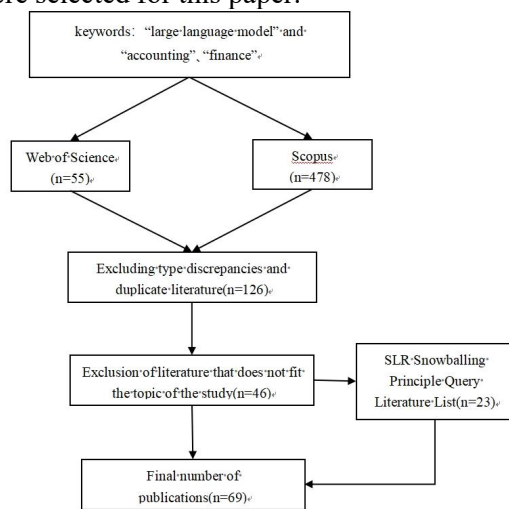 ere selected for this paper.
keywords: “large language model” and
“accounting”、“finance”
Web of Science
(n=55)
Scopus
(n=478)
Excluding type discrepancies and
duplicate literature(n=126)
Exclusion of literature that does not fit
the topic of the study(n=46)
SLR Snowballing
Principle Query
Literature List(n=23)
Final number of
publications(n=69)